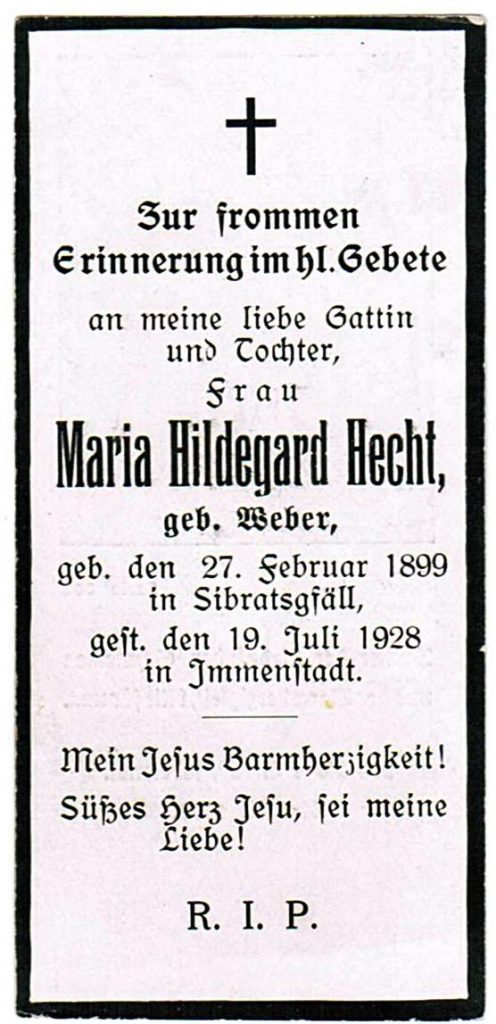 Zur frommen
Erinnerung im hl. Gebete
an meine liebe Gattin
und Tochter,
Frau
Maria Hildegard Hecht,
geb. Weber,
geb. den 27. Februar 1899
in Sibratsgfäll,
gest. den 19. Juli 1928
in Immenstadt.
Mein Jesus Barmherzigkeit!
Süßes Herz Jesu, sei meine
Liebe!
R. I. P.